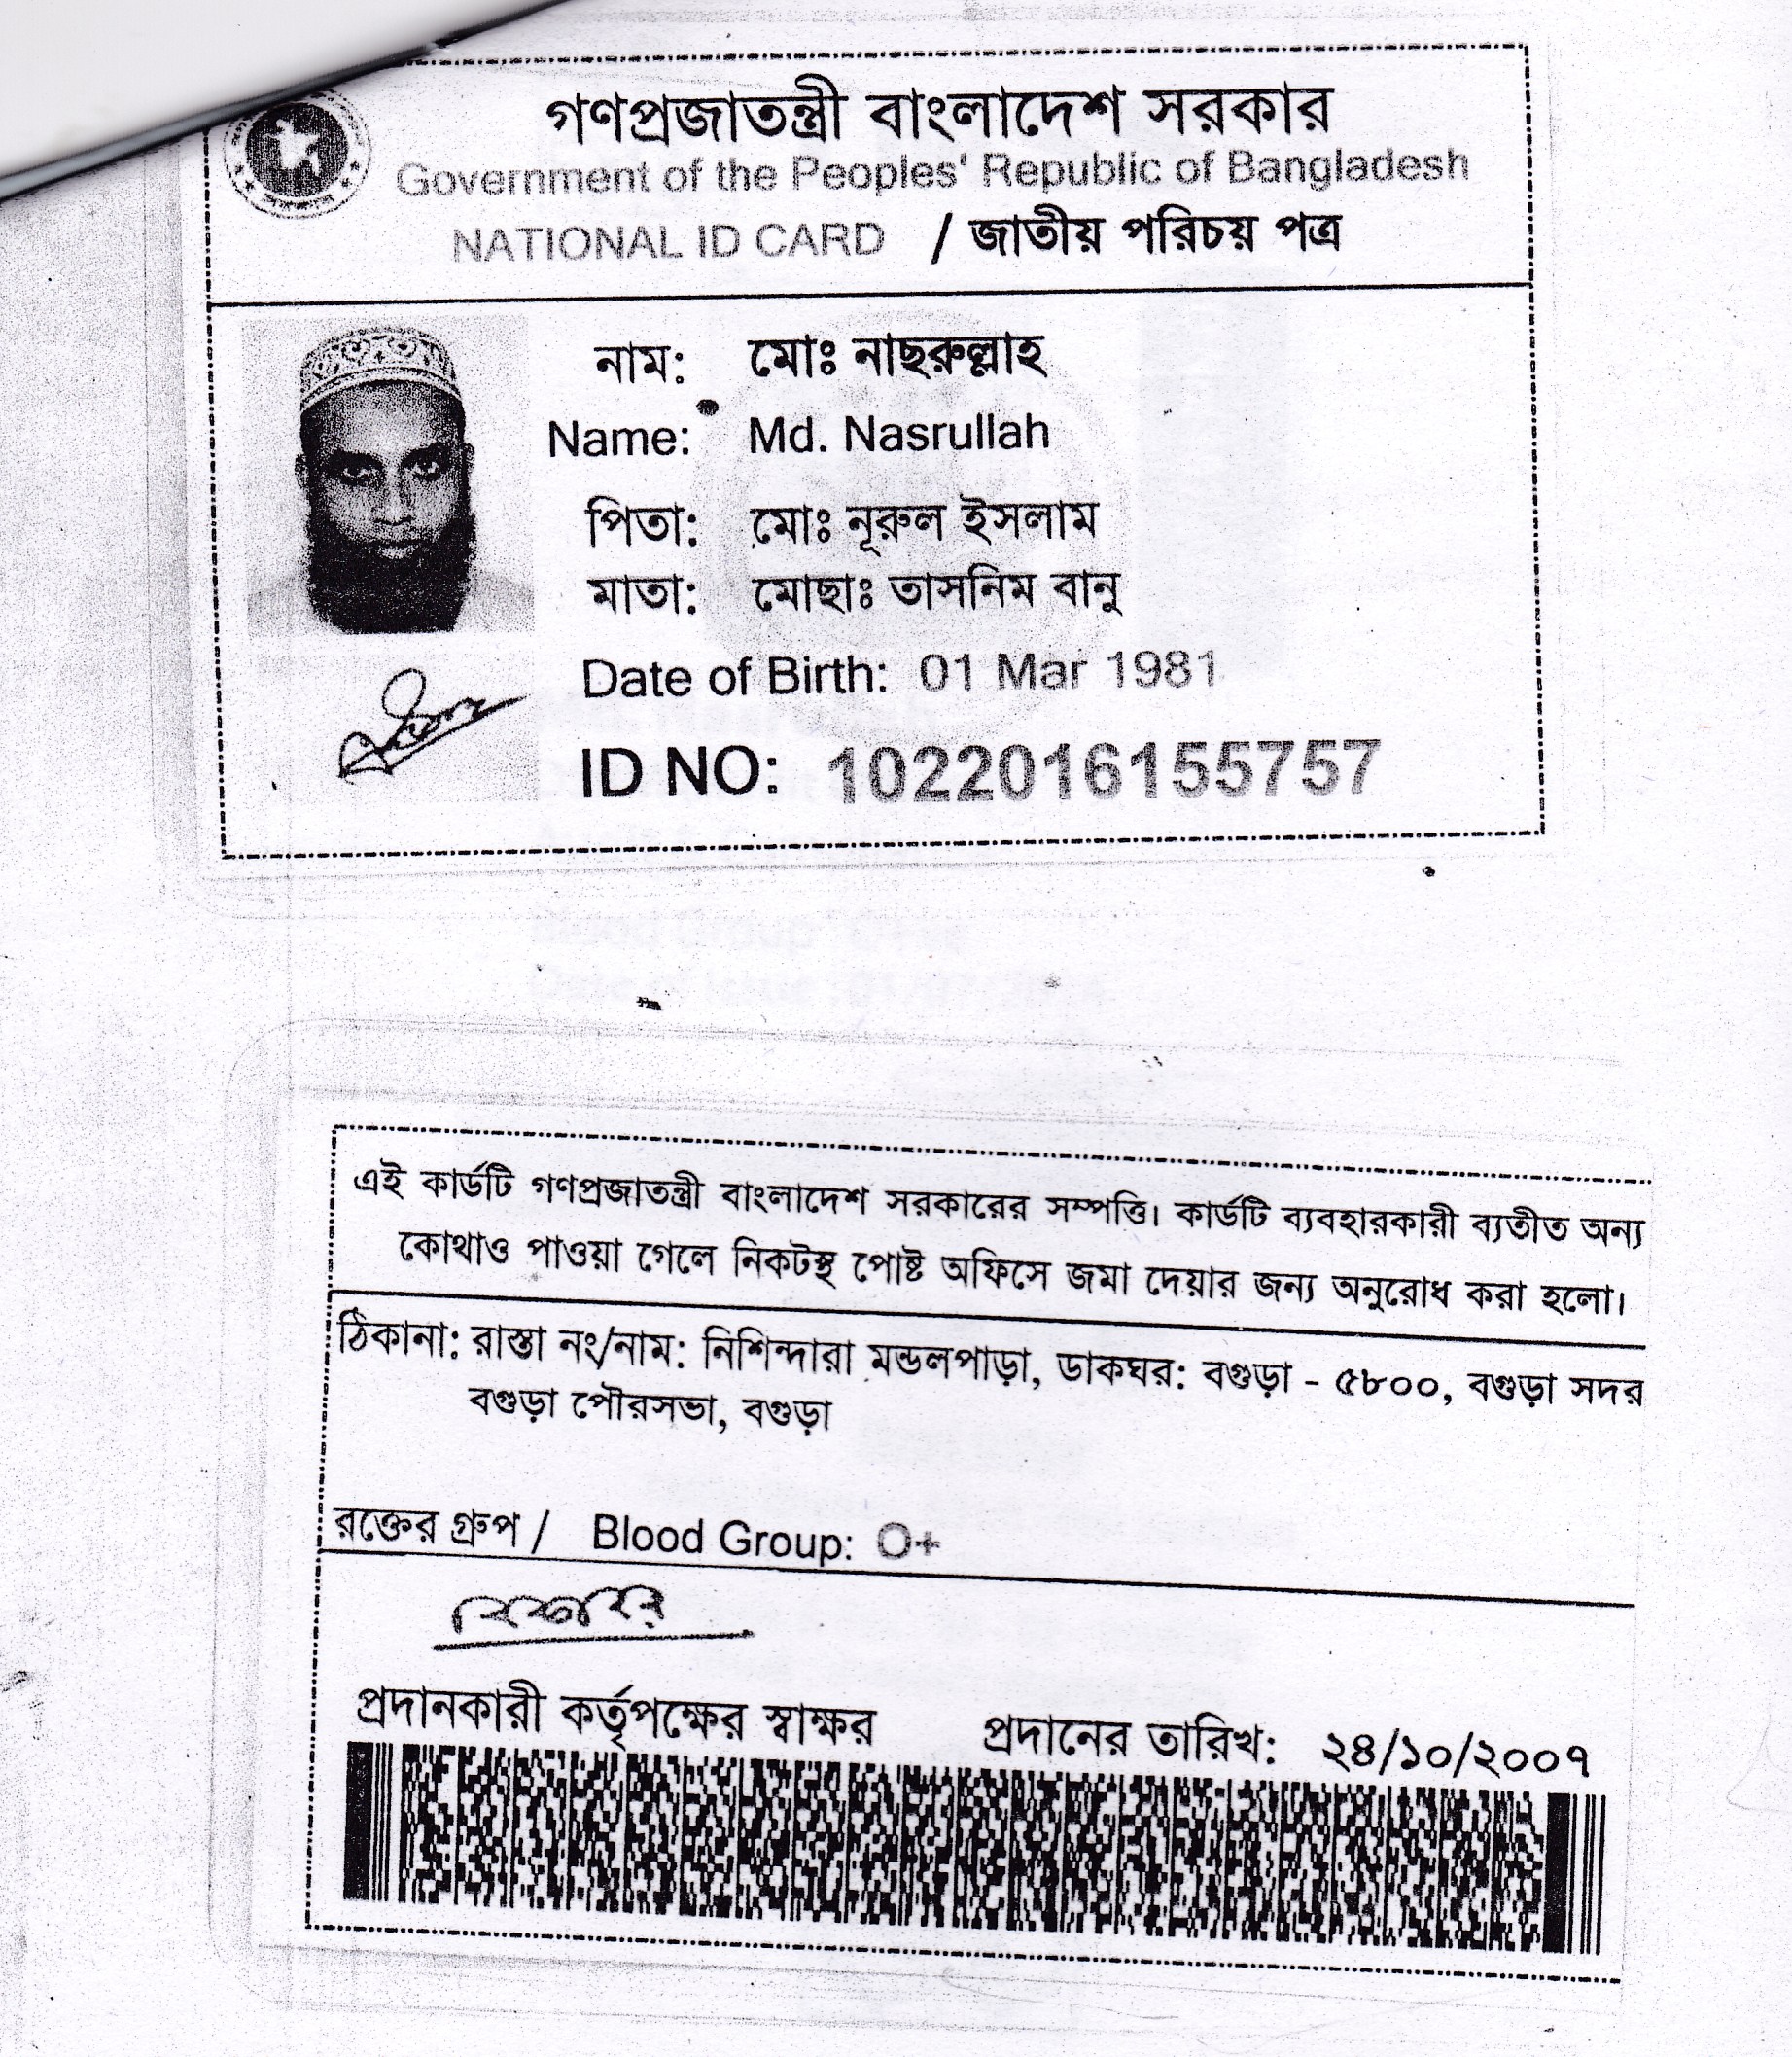 গণপ্রজাতন্ত্রী বাংলাদেশ সরকার
Government of the Peoples' Republic of Bangladesh
NATIONAL ID CARD / জাতীয় পরিচয় পত্র
নাম: মোঃ নাছরুল্লাহ
Name: Md. Nasrullah
পিতা: মোঃ নূরুল ইসলাম
মাতা: মোছাঃ তাসনিম বানু
Date of Birth: 01 Mar 1981
ID NO: 1022016155757
এই কার্ডটি গণপ্রজাতন্ত্রী বাংলাদেশ সরকারের সম্পত্তি। কার্ডটি ব্যবহারকারী ব্যতীত অন্য
কোথাও পাওয়া গেলে নিকটস্থ পোষ্ট অফিসে জমা দেয়ার জন্য অনুরোধ করা হলো।
ঠিকানা: রাস্তা নং/নাম: নিশিন্দারা মন্ডলপাড়া, ডাকঘর: বগুড়া - ৫৮০০, বগুড়া সদর
বগুড়া পৌরসভা, বগুড়া
রক্তের গ্রুপ / Blood Group: O+
প্রদানকারী কর্তৃপক্ষের স্বাক্ষর প্রদানের তারিখ: ২৪/১০/২০০৭